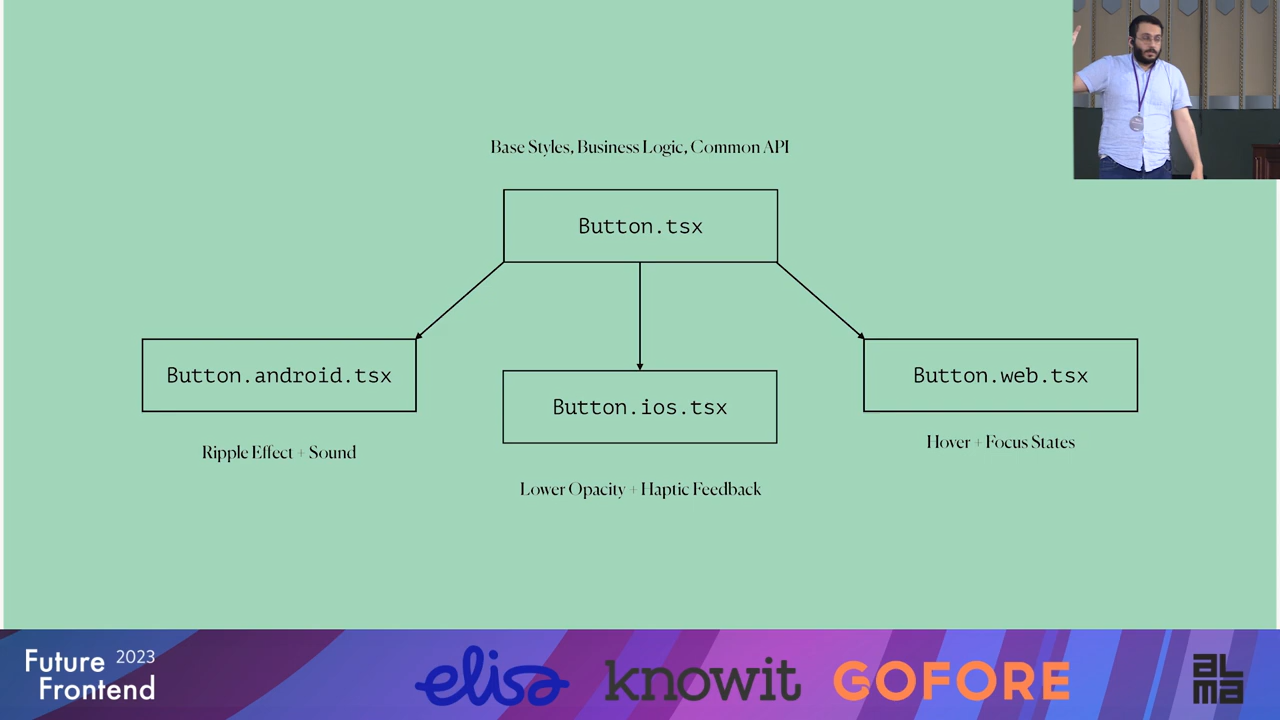 Base Styles, Business Logic, Common API
Button.tsx
Button.android.tsx
Button.ios.tsx
Button.web.tsx
Ripple Effect + Sound
Lower Opacity + Haptic Feedback
Hover + Focus States
Future 2023
Frontend
elisa
knowit
GOFORE
ALMA